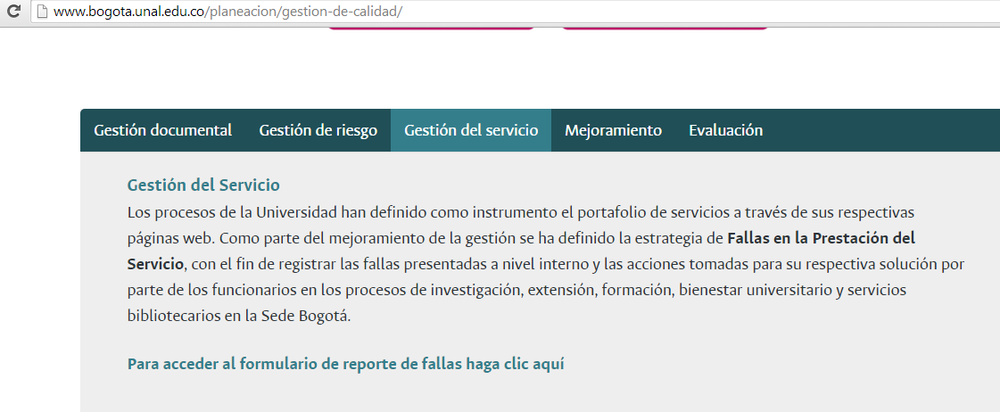 www.bogota.unal.edu.co/planeacion/gestion-de-calidad/
Gestión documental Gestión de riesgo Gestión del servicio Mejoramiento Evaluación
Gestión del Servicio
Los procesos de la Universidad han definido como instrumento el portafolio de servicios a través de sus respectivas
páginas web. Como parte del mejoramiento de la gestión se ha definido la estrategia de Fallas en la Prestación del
Servicio, con el fin de registrar las fallas presentadas a nivel interno y las acciones tomadas para su respectiva solución por
parte de los funcionarios en los procesos de investigación, extensión, formación, bienestar universitario y servicios
bibliotecarios en la Sede Bogotá.
Para acceder al formulario de reporte de fallas haga clic aquí